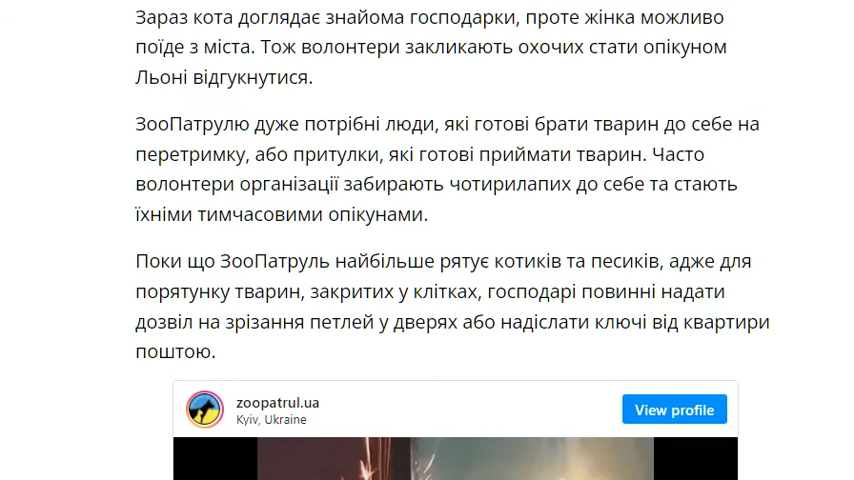 Зараз кота доглядає знайома господарки, проте жінка можливо
поїде з міста. Тож волонтери закликають охочих стати опікуном
Льоні відгукнутися.
ЗооПатрулю дуже потрібні люди, які готові брати тварин до себе на
перетримку, або притулки, які готові приймати тварин. Часто
волонтери організації забирають чотирилапих до себе та стають
їхніми тимчасовими опікунами.
Поки що ЗооПатруль найбільше рятує котиків та песиків, адже для
порятунку тварин, закритих у клітках, господарі повинні надати
дозвіл на зрізання петлей у дверях або надіслати ключі від квартири
поштою.
zoopatrul.ua
Kyiv, Ukraine
View profile